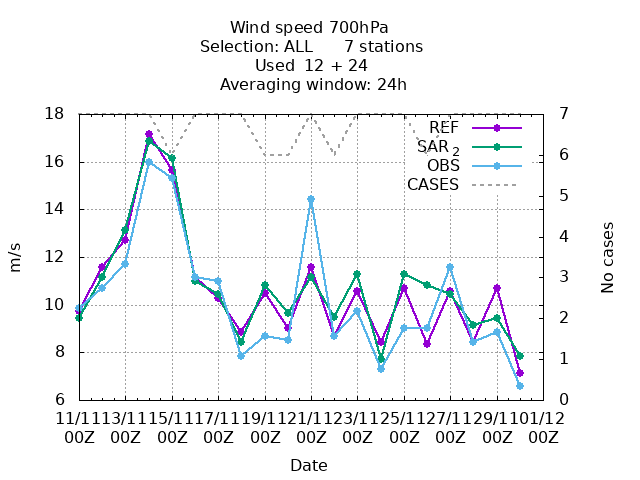 Wind speed 700hPa
Selection: ALL 7 stations
Used 12 + 24
Averaging window: 24h
18
16
14
12
10
8
6
7
6
5
4
3
2
1
0
REF
SAR 2
OBS
CASES
m/s
No cases
11/11 13/11 15/11 17/11 19/11 21/11 23/11 25/11 27/11 29/11 01/12
00Z 00Z 00Z 00Z 00Z 00Z 00Z 00Z 00Z 00Z 00Z
Date